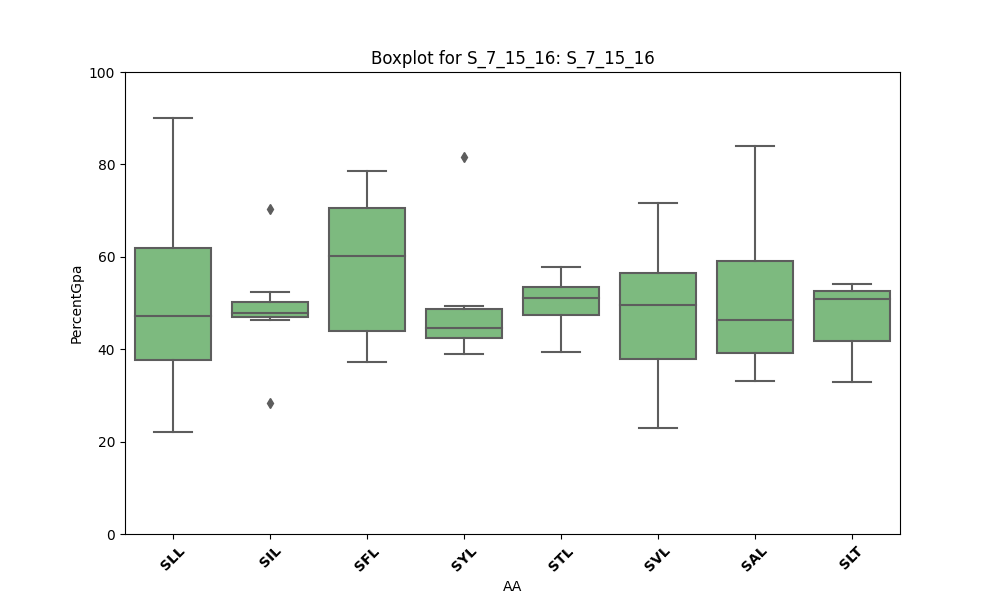 Boxplot for S_7_15_16: S_7_15_16
100
80
60
40
20
0
PercentGpa
SLL
SIL
SFL
SYL
STL
SVL
SAL
SLT
AA